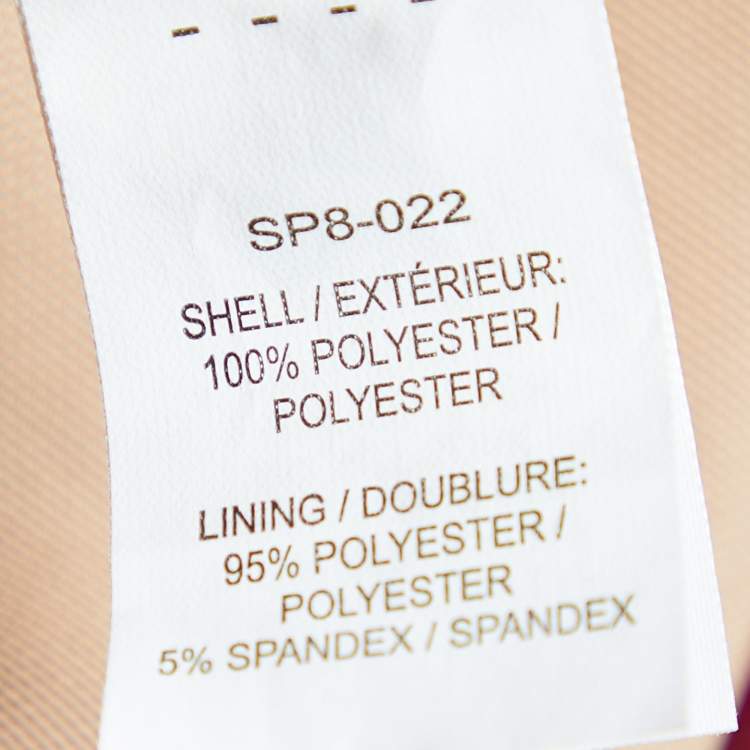 SP8-022
SHELL / EXTÉRIEUR:
100% POLYESTER /
POLYESTER
LINING / DOUBLURE:
95% POLYESTER /
POLYESTER
5% SPANDEX / SPANDEX